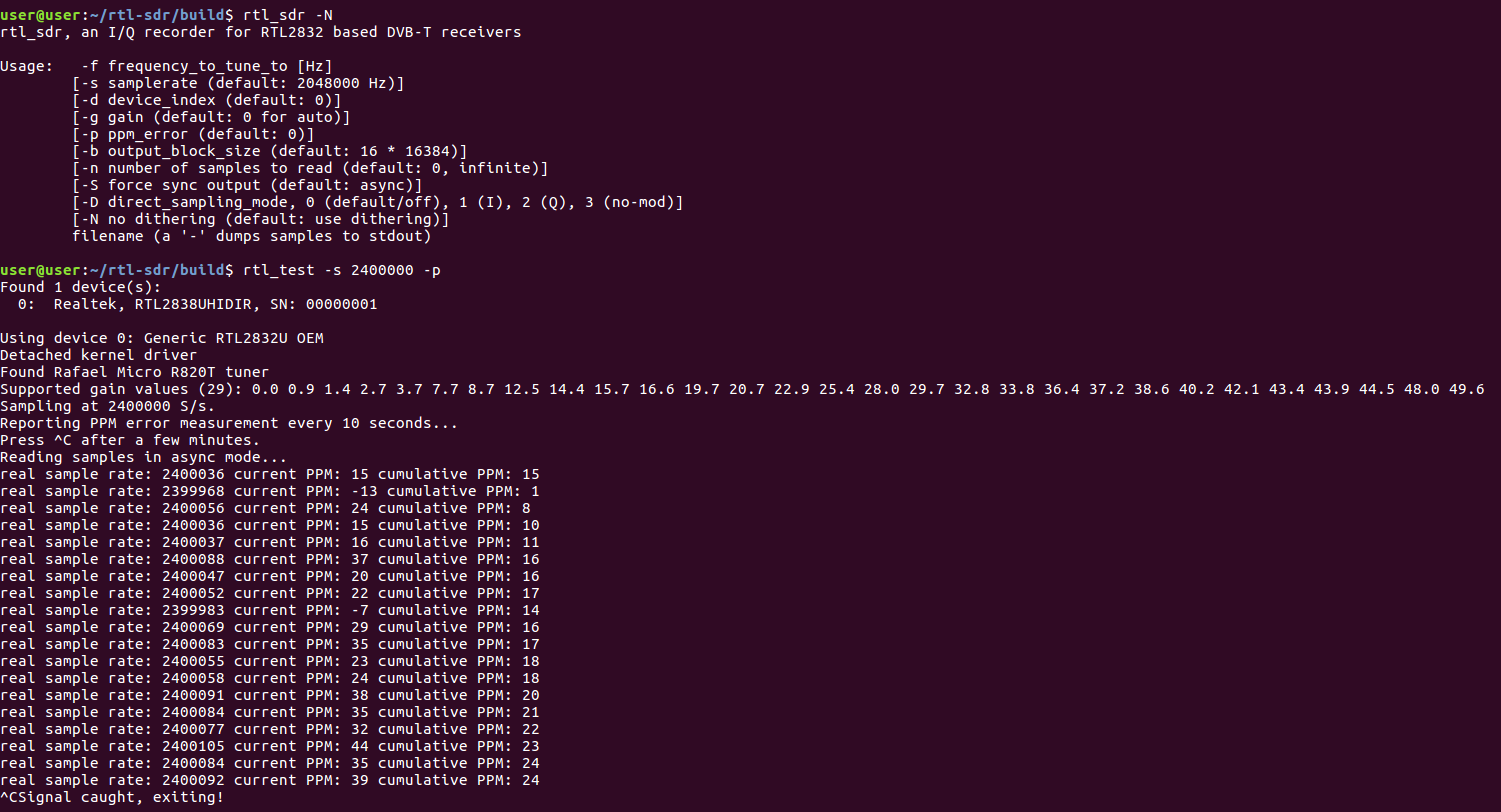 user@user:~/rtl-sdr/build$ rtl_sdr -N
rtl_sdr, an I/Q recorder for RTL2832 based DVB-T receivers
Usage:   -f frequency_to_tune_to [Hz]
        [-s samplerate (default: 2048000 Hz)]
        [-d device_index (default: 0)]
        [-g gain (default: 0 for auto)]
        [-p ppm_error (default: 0)]
        [-b output_block_size (default: 16 * 16384)]
        [-n number of samples to read (default: 0, infinite)]
        [-S force sync output (default: async)]
        [-D direct_sampling_mode, 0 (default/off), 1 (I), 2 (Q), 3 (no-mod)]
        [-N no dithering (default: use dithering)]
        filename (a '-' dumps samples to stdout)
user@user:~/rtl-sdr/build$ rtl_test -s 2400000 -p
Found 1 device(s):
  0:  Realtek, RTL2838UHIDIR, SN: 00000001
Using device 0: Generic RTL2832U OEM
Detached kernel driver
Found Rafael Micro R820T tuner
Supported gain values (29): 0.0 0.9 1.4 2.7 3.7 7.7 8.7 12.5 14.4 15.7 16.6 19.7 20.7 22.9 25.4 28.0 29.7 32.8 33.8 36.4 37.2 38.6 40.2 42.1 43.4 43.9 44.5 48.0 49.6
Sampling at 2400000 S/s.
Reporting PPM error measurement every 10 seconds...
Press ^C after a few minutes.
Reading samples in async mode...
real sample rate: 2400036 current PPM: 15 cumulative PPM: 15
real sample rate: 2399968 current PPM: -13 cumulative PPM: 1
real sample rate: 2400056 current PPM: 24 cumulative PPM: 8
real sample rate: 2400036 current PPM: 15 cumulative PPM: 10
real sample rate: 2400037 current PPM: 16 cumulative PPM: 11
real sample rate: 2400088 current PPM: 37 cumulative PPM: 16
real sample rate: 2400047 current PPM: 20 cumulative PPM: 16
real sample rate: 2400052 current PPM: 22 cumulative PPM: 17
real sample rate: 2399983 current PPM: -7 cumulative PPM: 14
real sample rate: 2400069 current PPM: 29 cumulative PPM: 16
real sample rate: 2400083 current PPM: 35 cumulative PPM: 17
real sample rate: 2400055 current PPM: 23 cumulative PPM: 18
real sample rate: 2400058 current PPM: 24 cumulative PPM: 18
real sample rate: 2400091 current PPM: 38 cumulative PPM: 20
real sample rate: 2400084 current PPM: 35 cumulative PPM: 21
real sample rate: 2400077 current PPM: 32 cumulative PPM: 22
real sample rate: 2400105 current PPM: 44 cumulative PPM: 23
real sample rate: 2400084 current PPM: 35 cumulative PPM: 24
real sample rate: 2400092 current PPM: 39 cumulative PPM: 24
^CSignal caught, exiting!